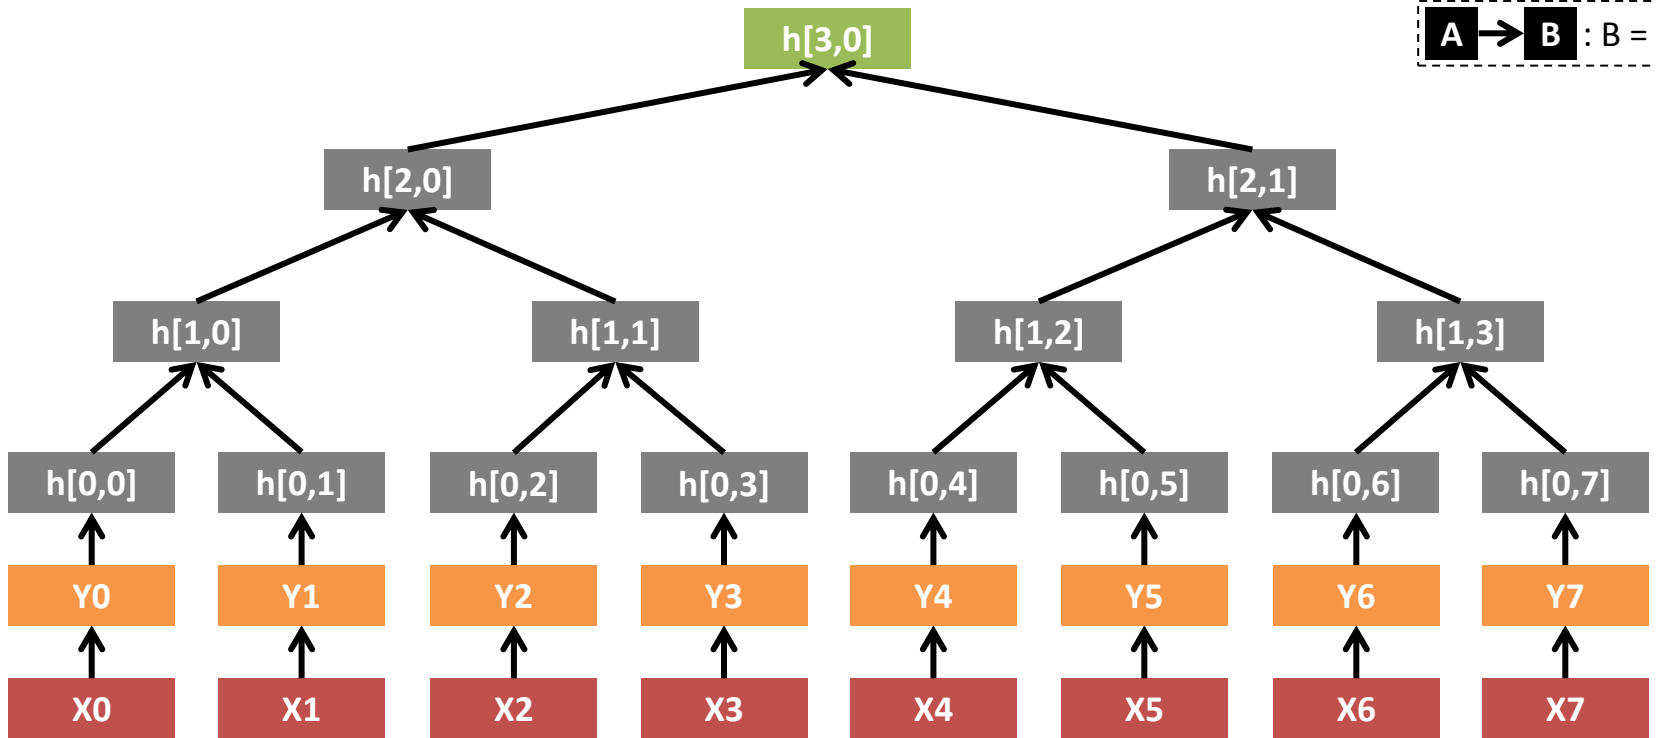 h[3,0]
A B : B =
h[2,0] h[2,1]
h[1,0] h[1,1] h[1,2] h[1,3]
h[0,0] h[0,1] h[0,2] h[0,3] h[0,4] h[0,5] h[0,6] h[0,7]
Y0 Y1 Y2 Y3 Y4 Y5 Y6 Y7
X0 X1 X2 X3 X4 X5 X6 X7